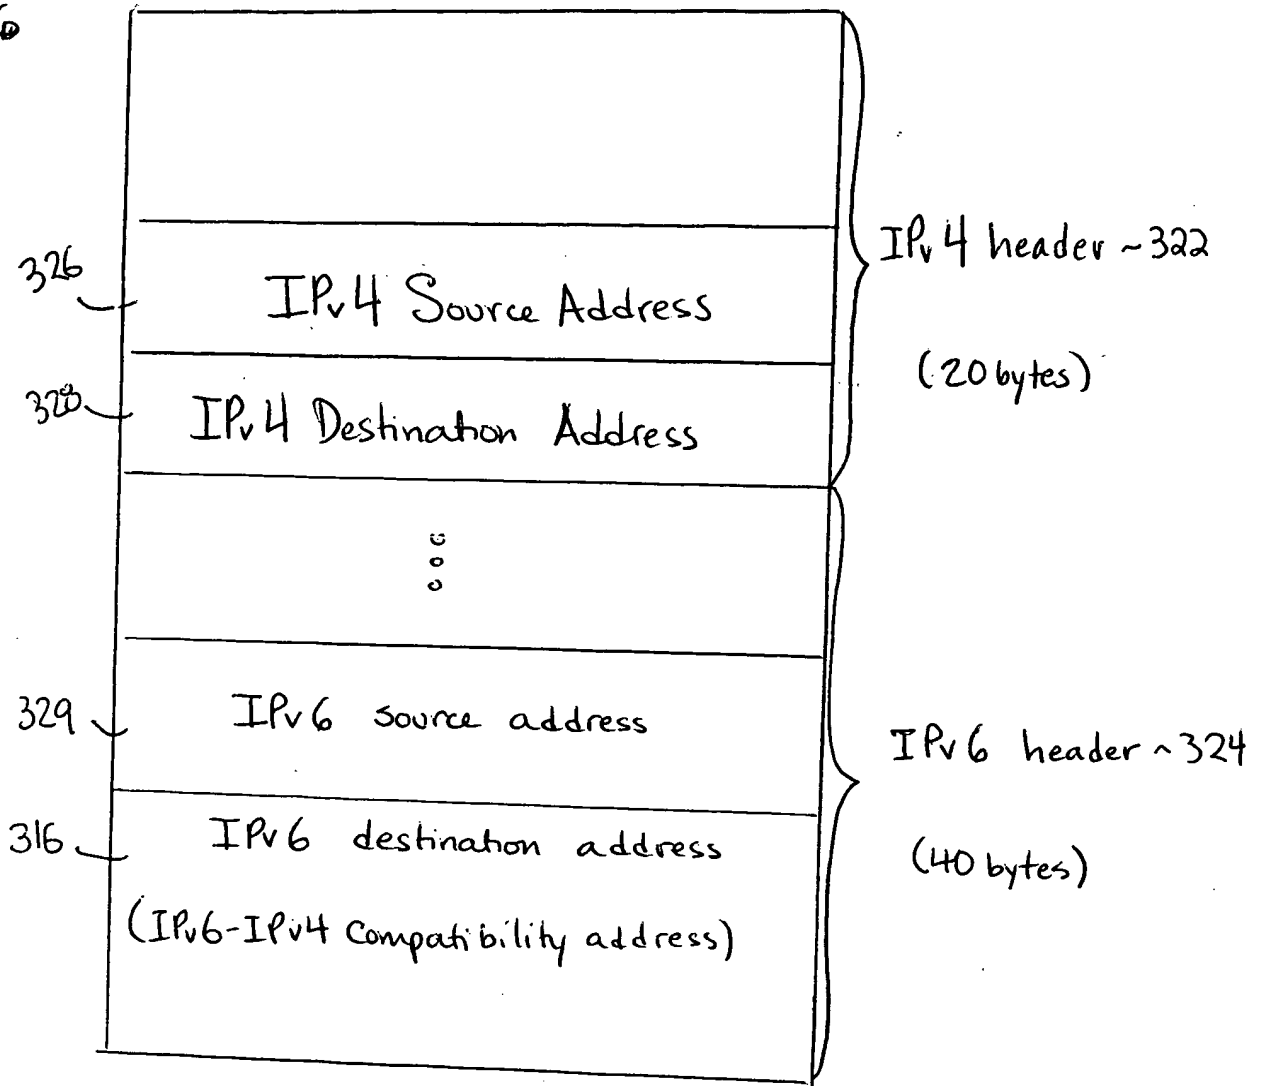 IPv4 header ~322
326
IPv4 Source Address
(20 bytes)
328
IPv4 Destination Address
329
IPv6 source address
IPv6 header ~324
316
IPv6 destination address
(40 bytes)
(IPv6-IPv4 Compatibility address)